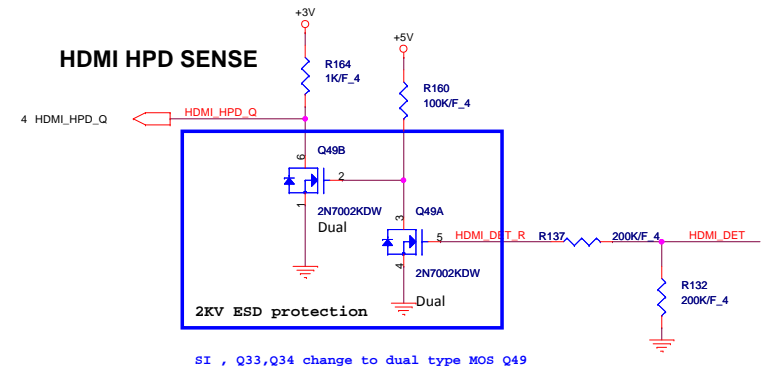 +3V
+5V
HDMI HPD SENSE
R164
1K/F_4
R160
100K/F_4
4 HDMI_HPD_Q
HDMI_HPD_Q
6
Q49B
2
1
2N7002KDW
Dual
3
Q49A
5
HDMI_DET_R
R137
200K/F_4
HDMI_DET
4
2N7002KDW
Dual
R132
200K/F_4
2KV ESD protection
SI , Q33,Q34 change to dual type MOS Q49